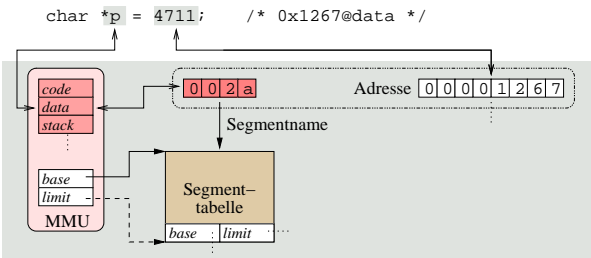 char *p = 4711; /* 0x1267@data */
code
data
stack
0 0 2 a
Adresse 0 0 0 0 1 2 6 7
Segmentname
base
limit
MMU
Segment–
tabelle
base limit